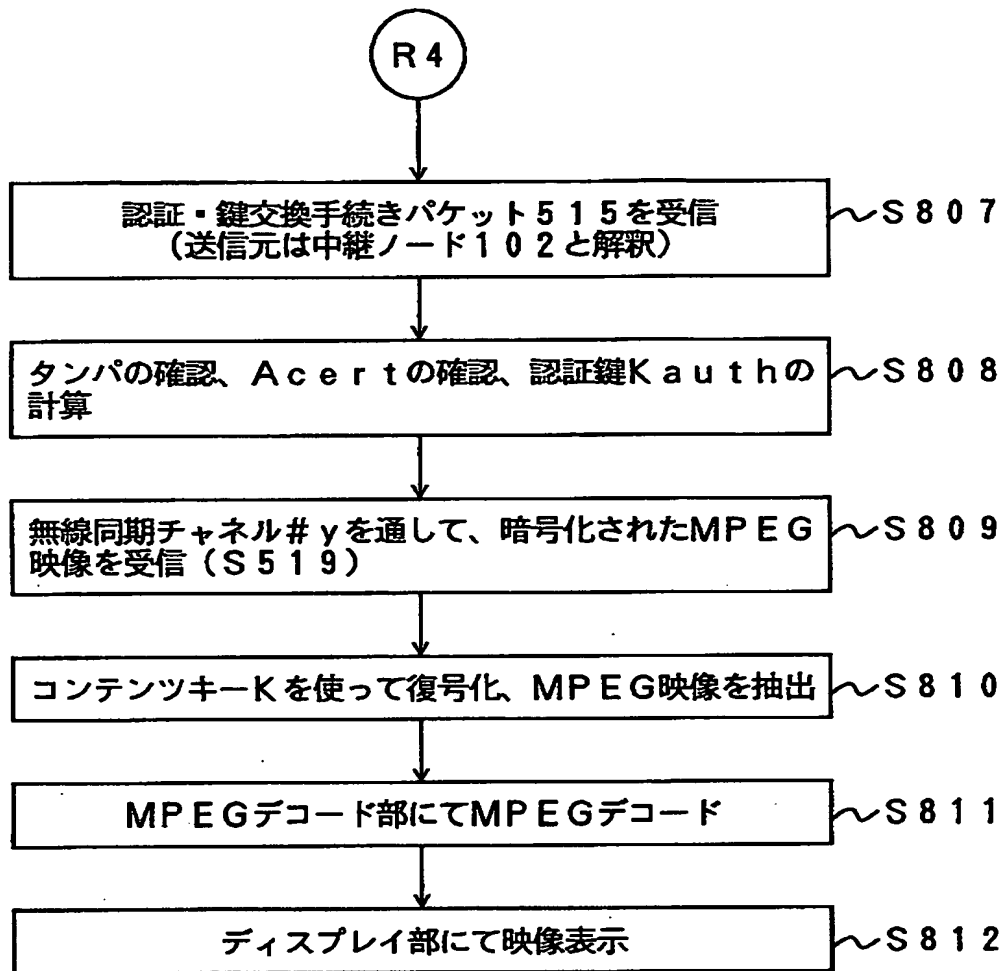 R4
認証・鍵交換手続きパケット515を受信
(送信元は中継ノード102と解釈)
S807
タンパの確認、Acertの確認、認証鍵Kauthの
計算
S808
無線同期チャネル#yを通して、暗号化されたMPEG
映像を受信(S519)
S809
コンテンツキーKを使って復号化、MPEG映像を抽出
S810
MPEGデコード部にてMPEGデコード
S811
ディスプレイ部にて映像表示
S812